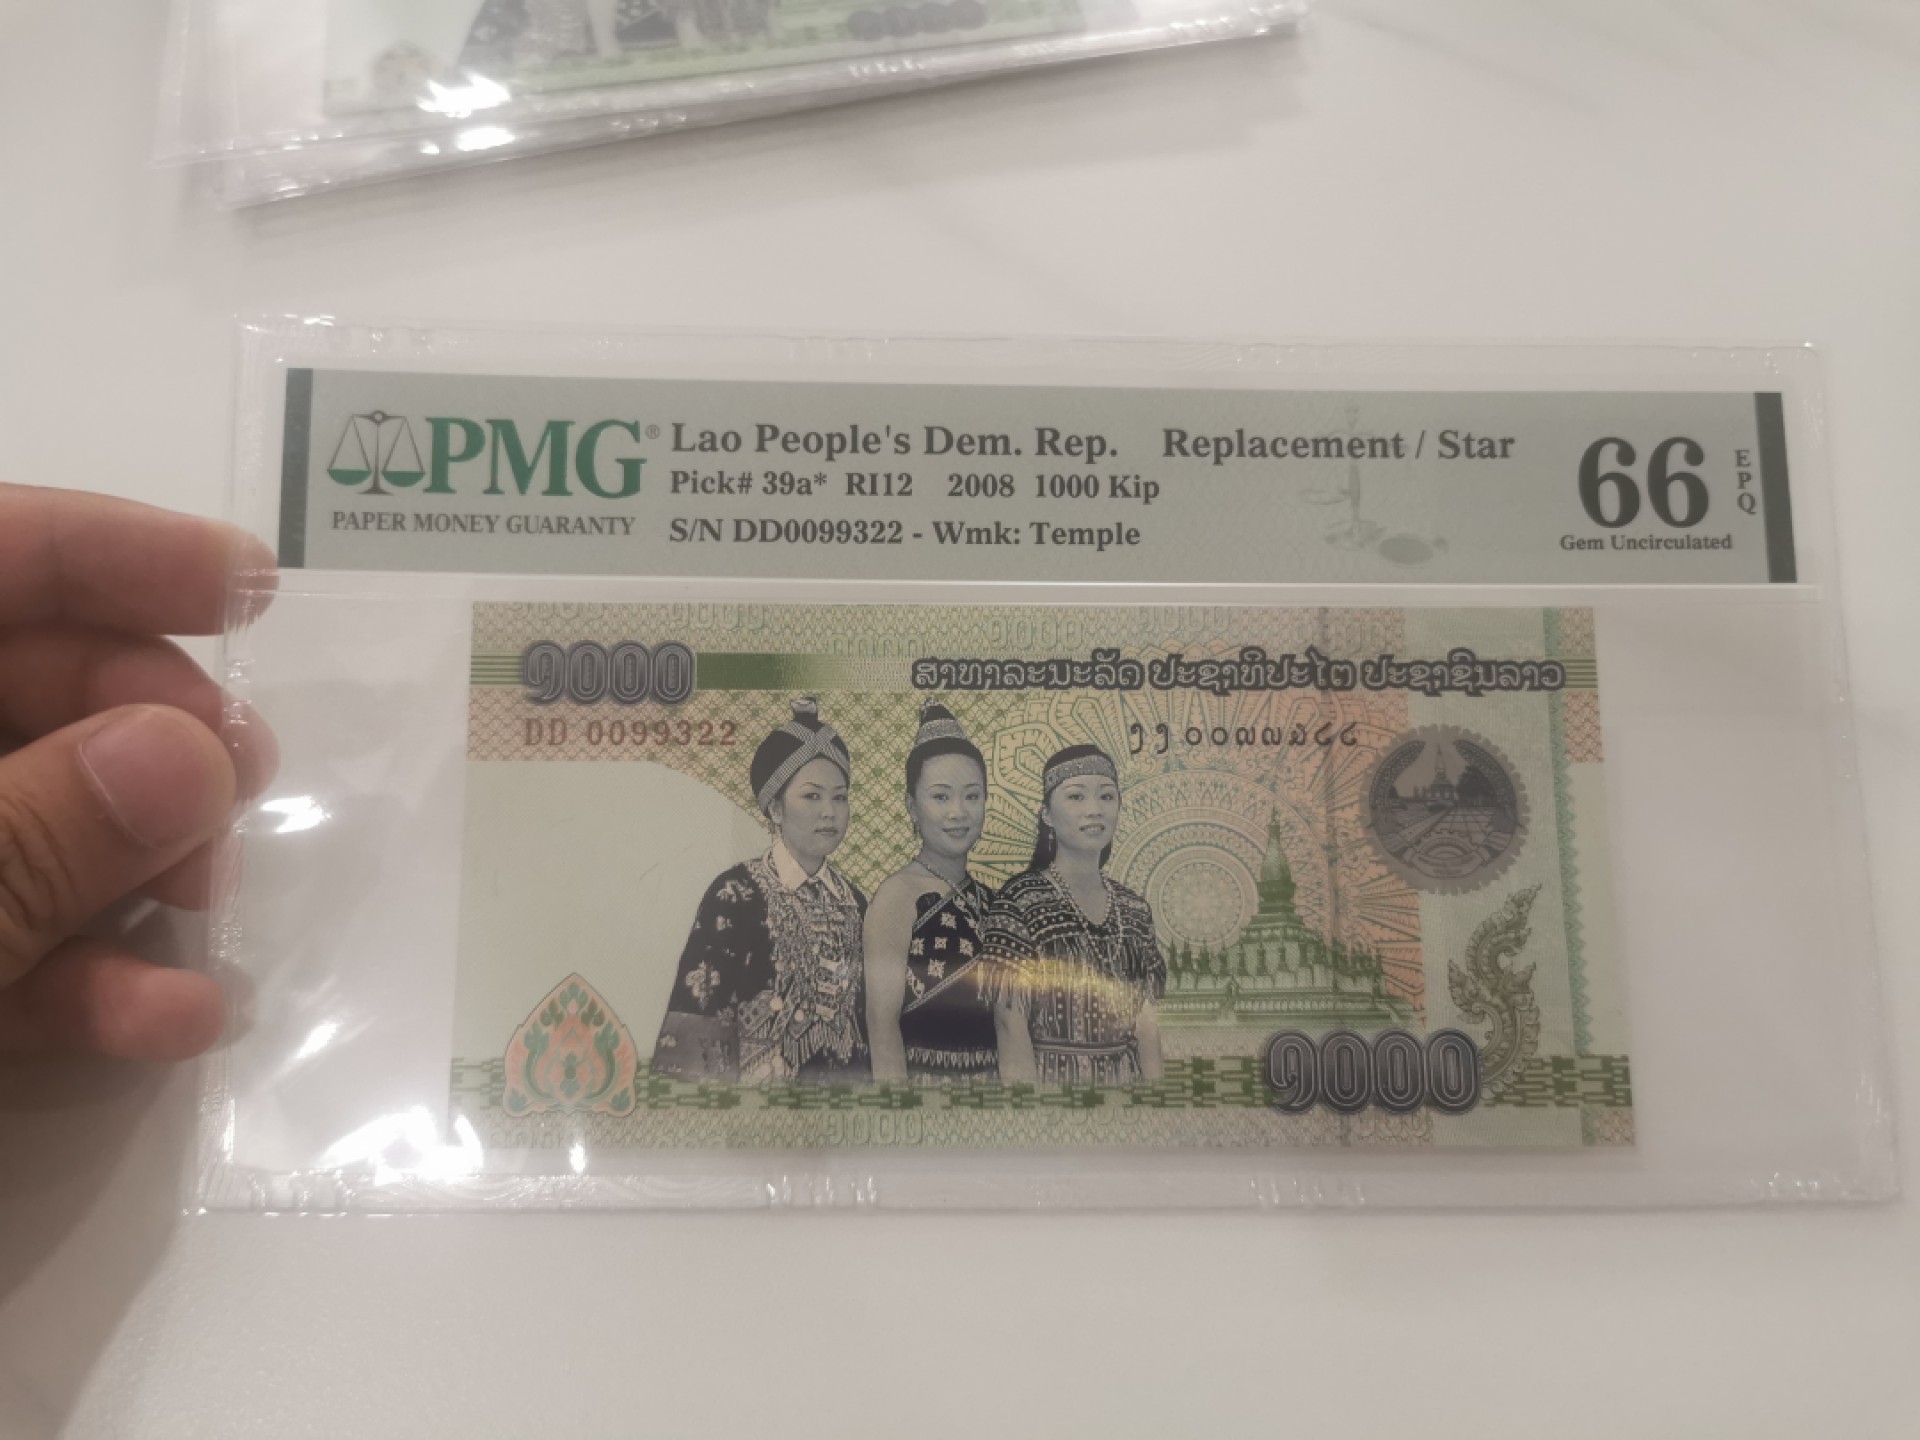 PMG®
PAPER MONEY GUARANTY
Lao People's Dem. Rep. Replacement / Star
Pick# 39a* RI12 2008 1000 Kip
S/N DD0099322 - Wmk: Temple
66
EPQ
Gem Uncirculated
໑໐໐໐
ສາທາລະນະລັດ ປະຊາທິປະໄຕ ປະຊາຊົນລາວ
DD 0099322
໑໐໐໐